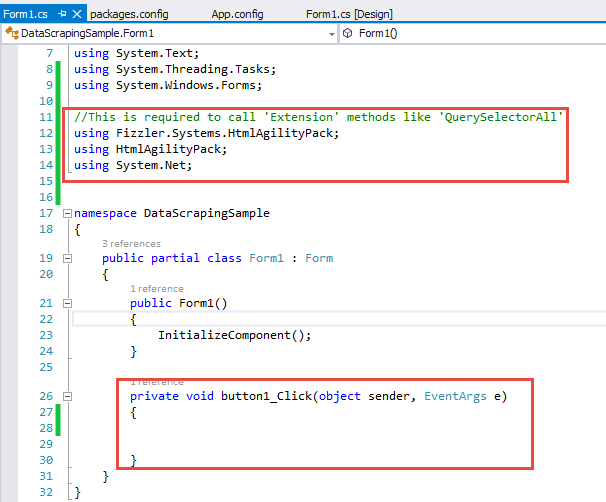 Form1.cs packages.config App.config Form1.cs [Design]
DataScrapingSample.Form1 Form1()
7 using System.Text;
8 using System.Threading.Tasks;
9 using System.Windows.Forms;
10
11 //This is required to call 'Extension' methods like 'QuerySelectorAll'
12 using Fizzler.Systems.HtmlAgilityPack;
13 using HtmlAgilityPack;
14 using System.Net;
15
16
17 namespace DataScrapingSample
18 {
3 references
19 public partial class Form1 : Form
20 {
1 reference
21 public Form1()
22 {
23 InitializeComponent();
24 }
25
1 reference
26 private void button1_Click(object sender, EventArgs e)
27 {
28
29
30 }
31 }
32 }